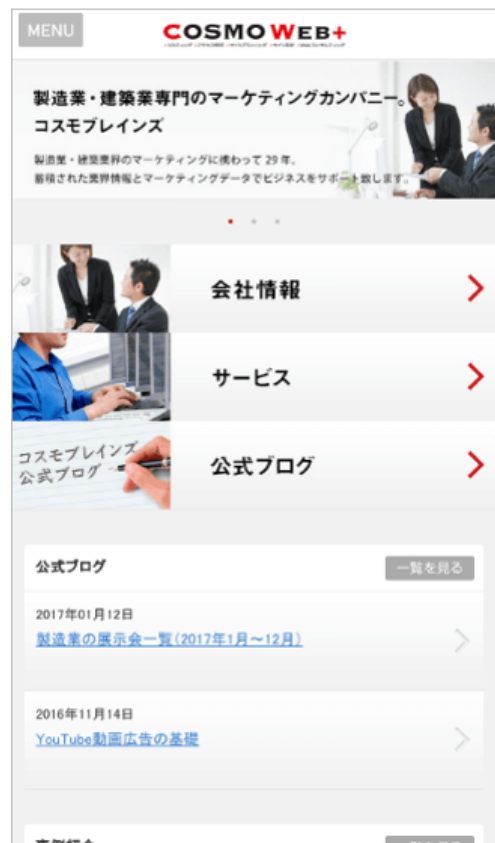 MENU
COSMO WEB+
製造業・建築業専門のマーケティングカンパニー。
コスモブレインズ
製造業・建築業界のマーケティングに携わって29年。
蓄積された業界情報とマーケティングデータでビジネスをサポート致します。
会社情報
サービス
コスモブレインズ
公式ブログ
公式ブログ
公式ブログ
一覧を見る
2017年01月12日
製造業の展示会一覧(2017年1月～12月)
2016年11月14日
YouTube動画広告の基礎